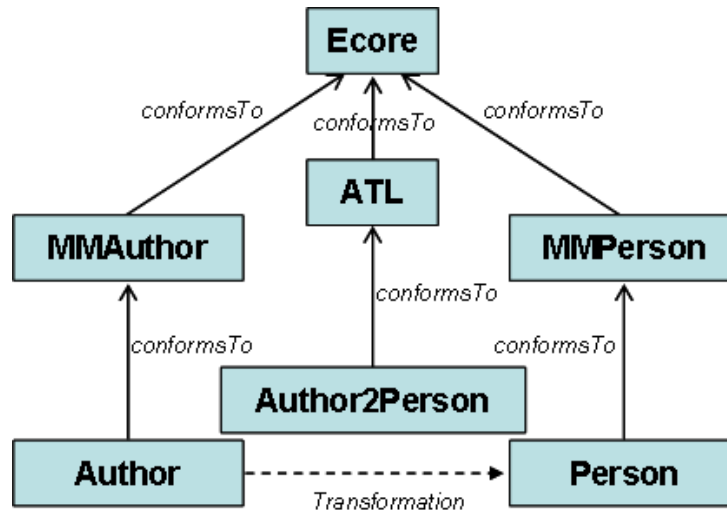 Ecore
conformsTo
conformsTo
conformsTo
ATL
MMAuthor
MMPerson
conformsTo
conformsTo
conformsTo
Author2Person
Author
Person
Transformation